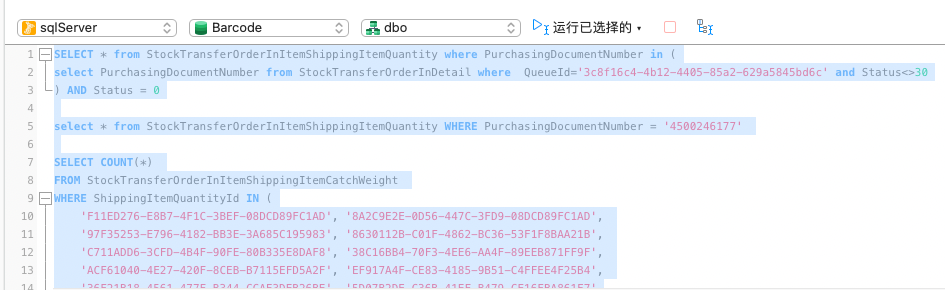 sqlServer Barcode dbo 运行已选择的
1 SELECT * from StockTransferOrderInItemShippingItemQuantity where PurchasingDocumentNumber in (
2 select PurchasingDocumentNumber from StockTransferOrderInDetail where QueueId='3c8f16c4-4b12-4405-85a2-629a5845bd6c' and Status<>30
3 ) AND Status = 0
4
5 select * from StockTransferOrderInItemShippingItemQuantity WHERE PurchasingDocumentNumber = '4500246177'
6
7 SELECT COUNT(*)
8 FROM StockTransferOrderInItemShippingItemCatchWeight
9 WHERE ShippingItemQuantityId IN (
10 'F11ED276-E8B7-4F1C-3BEF-08DCD89FC1AD', '8A2C9E2E-0D56-447C-3FD9-08DCD89FC1AD',
11 '97F35253-E796-4182-BB3E-3A685C195983', '8630112B-C01F-4862-BC36-53F1F8BAA21B',
12 'C711ADD6-3CFD-4B4F-90FE-80B335E8DAF8', '38C16BB4-70F3-4EE6-AA4F-89EEB871FF9F',
13 'ACF61040-4E27-420F-8CEB-B7115EFD5A2F', 'EF917A4F-CE83-4185-9B51-C4FFEE4F25B4',
14